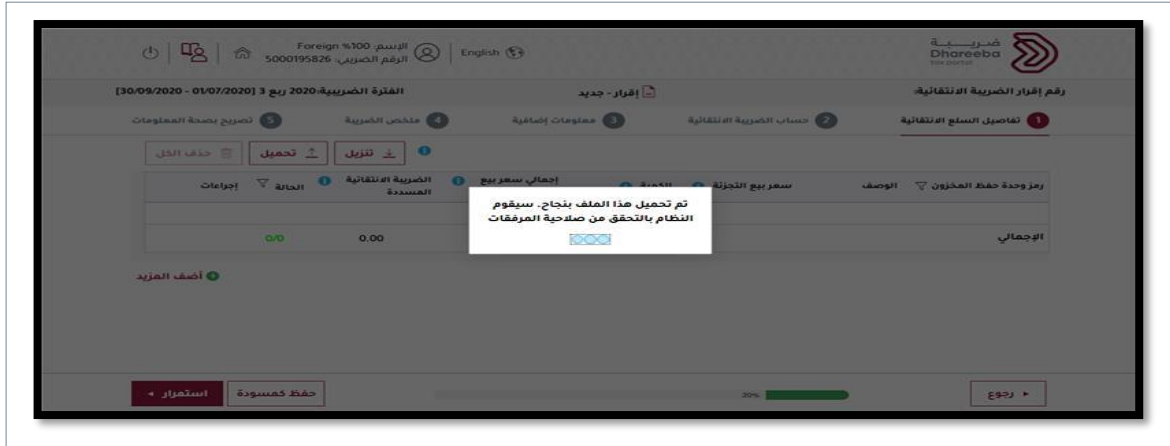 ضريبة
Dhareeba
tax portal
English
الإسم: 100% Foreign
الرقم الضريبي: 5000195826
رقم إقرار الضريبة الانتقائية:
إقرار - جديد
الفترة الضريبية:2020 ربع 3 [01/07/2020 - 30/09/2020]
1 تفاصيل السلع الانتقائية
2 حساب الضريبة الانتقائية
3 معلومات إضافية
4 ملخص الضريبة
5 تصريح بصحة المعلومات
تنزيل
تحميل
حذف الكل
رمز وحدة حفظ المخزون
الوصف
سعر بيع التجزئة
الكمية
إجمالي سعر بيع
الضريبة الانتقائية المسددة
الحالة
إجراءات
تم تحميل هذا الملف بنجاح. سيقوم
النظام بالتحقق من صلاحية المرفقات
الإجمالي
0.00
0/0
أضف المزيد
رجوع
20%
حفظ كمسودة
استمرار